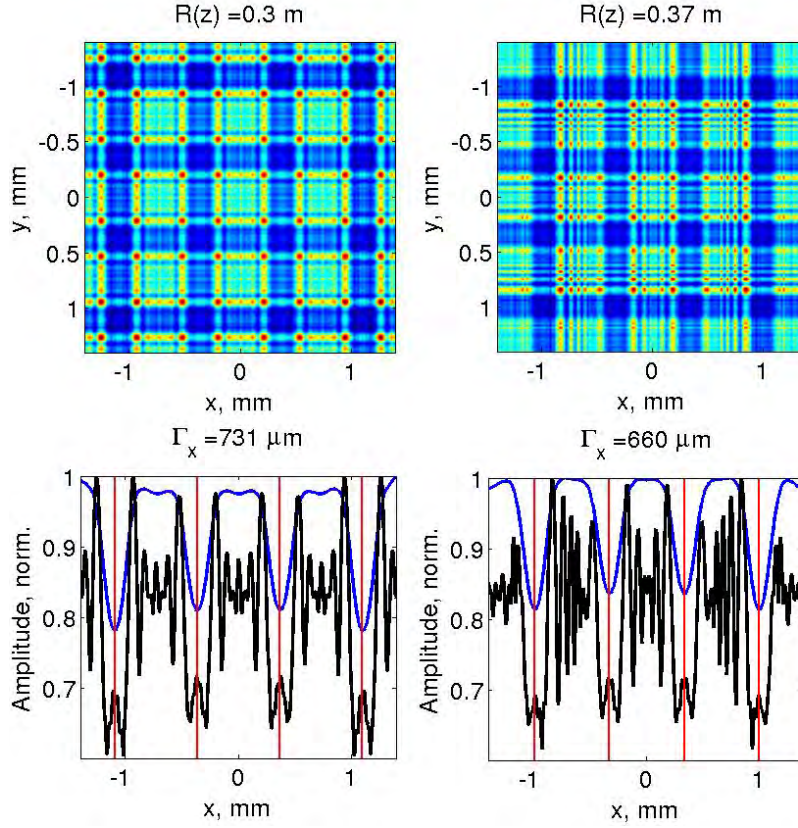 R(z) =0.3 m
R(z) =0.37 m
y, mm
-1
-0.5
0
0.5
1
-1
0
1
x, mm
y, mm
-1
-0.5
0
0.5
1
-1
0
1
x, mm
Γx =731 μm
Γx =660 μm
Amplitude, norm.
1
0.9
0.8
0.7
-1
0
1
x, mm
Amplitude, norm.
1
0.9
0.8
0.7
-1
0
1
x, mm